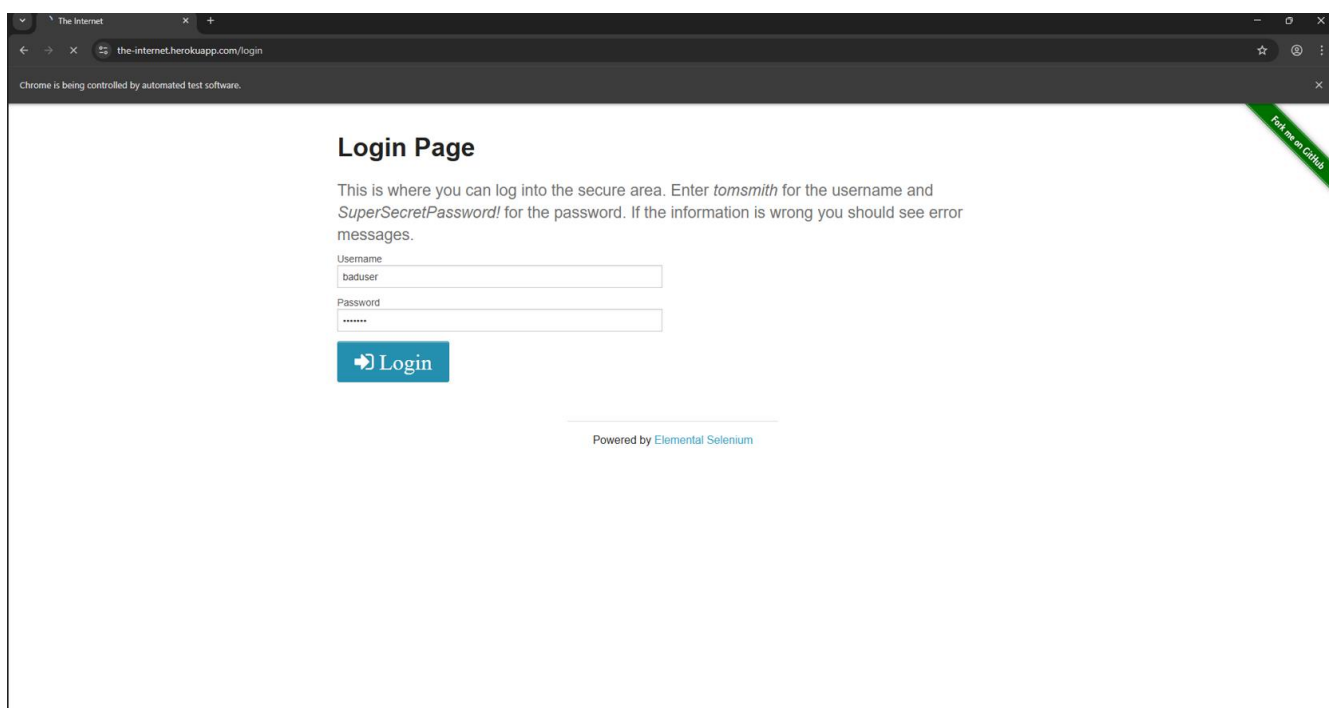 The Internet
the-internet.herokuapp.com/login
Chrome is being controlled by automated test software.
Fork me on GitHub
Login Page
This is where you can log into the secure area. Enter tomsmith for the username and
SuperSecretPassword! for the password. If the information is wrong you should see error
messages.
Username
baduser
Password
•••••••
Login
Powered by Elemental Selenium